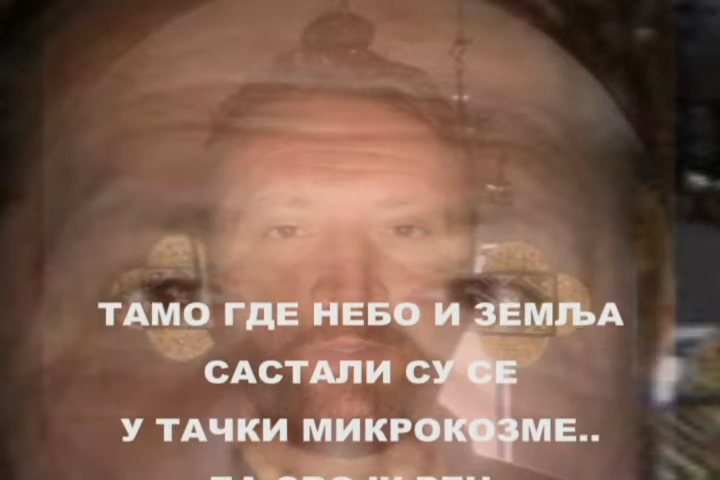 ТАМО ГДЕ НЕБО И ЗЕМЉА
САСТАЛИ СУ СЕ
У ТАЧКИ МИКРОКОЗМЕ..